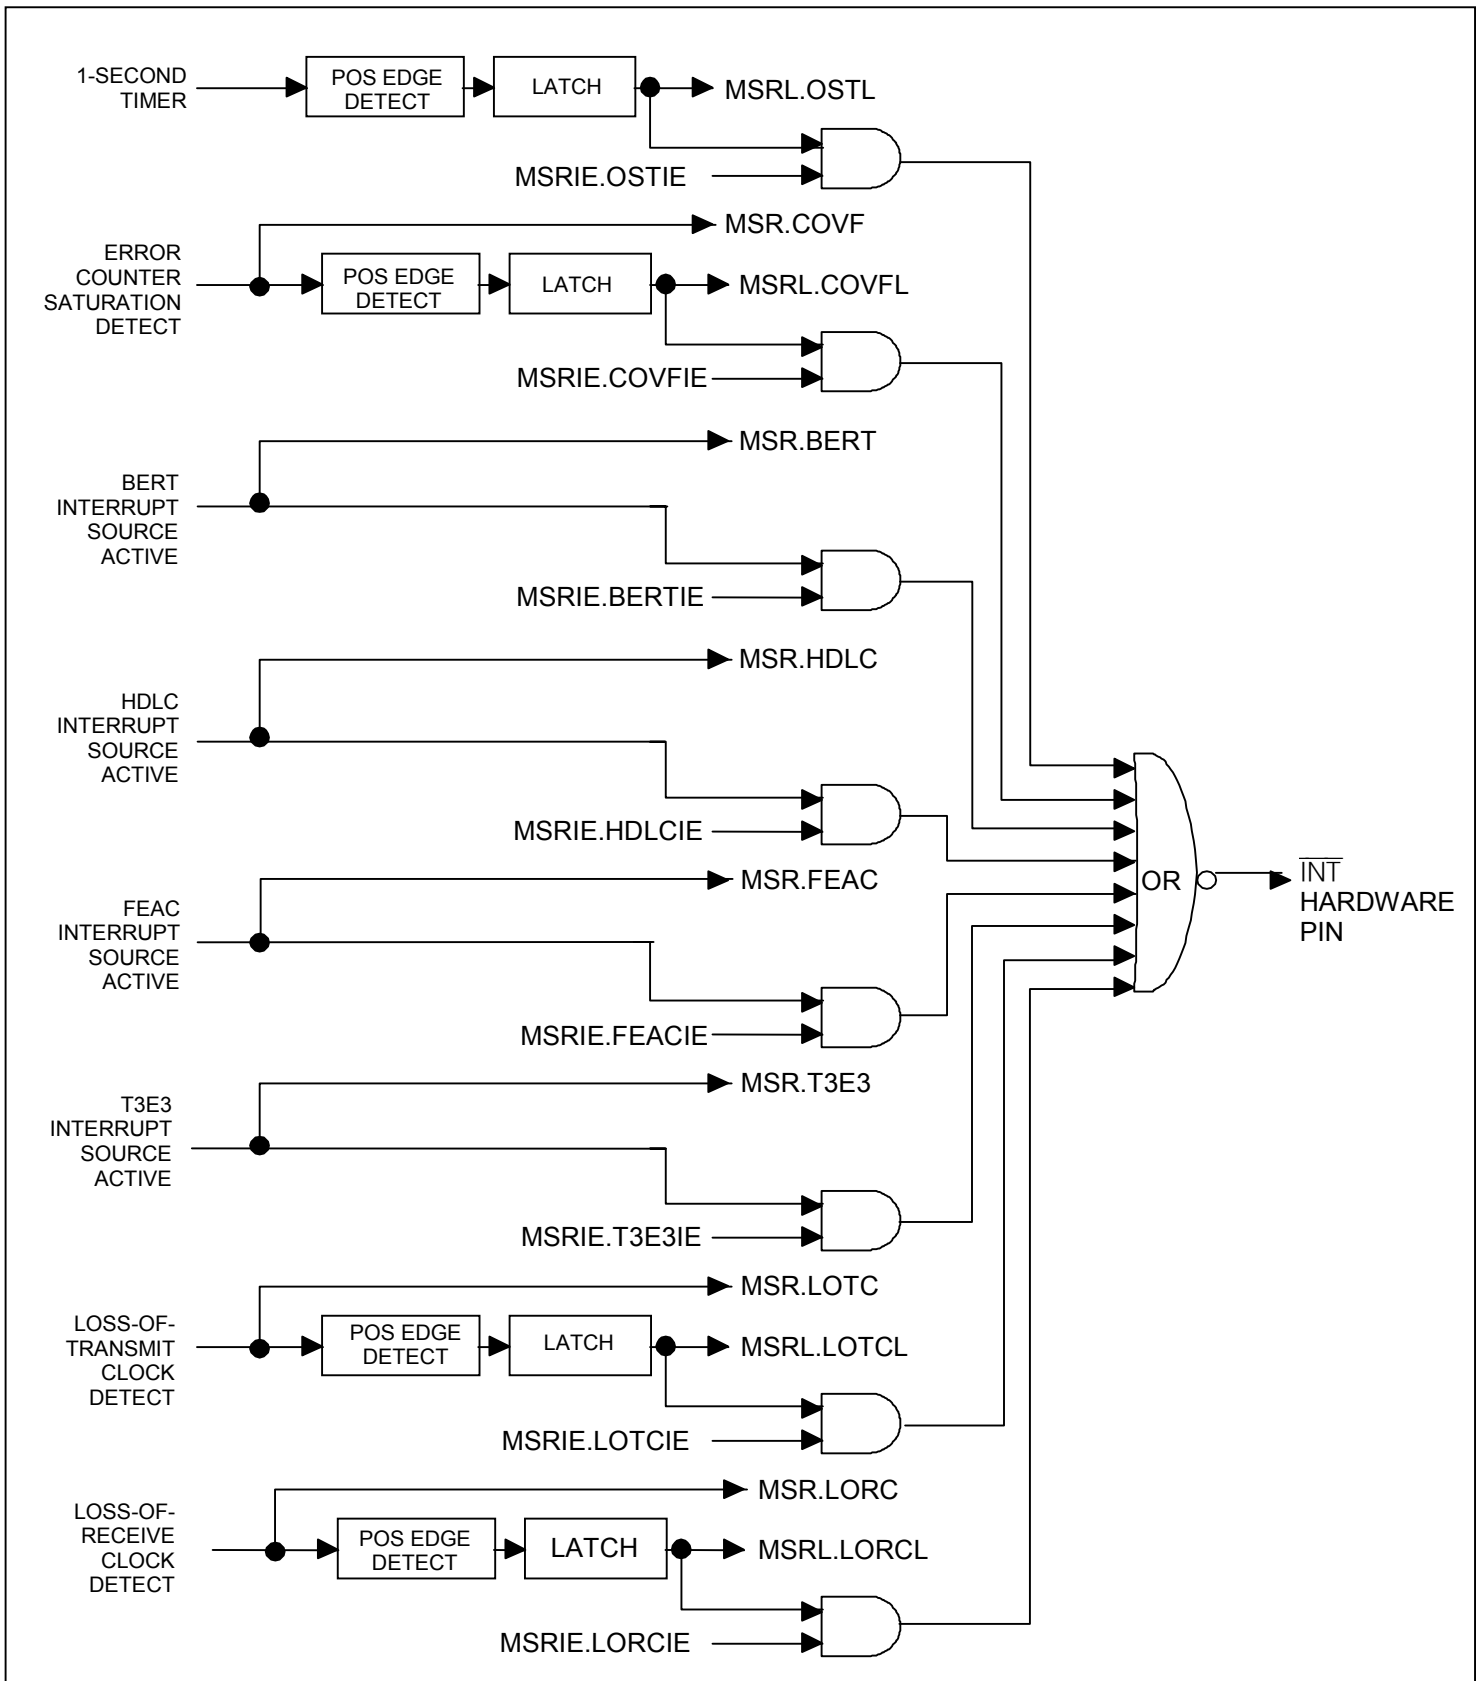 1-SECOND
TIMER
POS EDGE
DETECT
LATCH
MSRL.OSTL
MSRIE.OSTIE
MSR.COVF
ERROR
COUNTER
SATURATION
DETECT
POS EDGE
DETECT
LATCH
MSRL.COVFL
MSRIE.COVFIE
MSR.BERT
BERT
INTERRUPT
SOURCE
ACTIVE
MSRIE.BERTIE
MSR.HDLC
HDLC
INTERRUPT
SOURCE
ACTIVE
MSRIE.HDLCIE
MSR.FEAC
FEAC
INTERRUPT
SOURCE
ACTIVE
MSRIE.FEACIE
OR
INT
HARDWARE
PIN
MSR.T3E3
T3E3
INTERRUPT
SOURCE
ACTIVE
MSRIE.T3E3IE
MSR.LOTC
LOSS-OF-
TRANSMIT
CLOCK
DETECT
POS EDGE
DETECT
LATCH
MSRL.LOTCL
MSRIE.LOTCIE
MSR.LORC
LOSS-OF-
RECEIVE
CLOCK
DETECT
POS EDGE
DETECT
LATCH
MSRL.LORCL
MSRIE.LORCIE